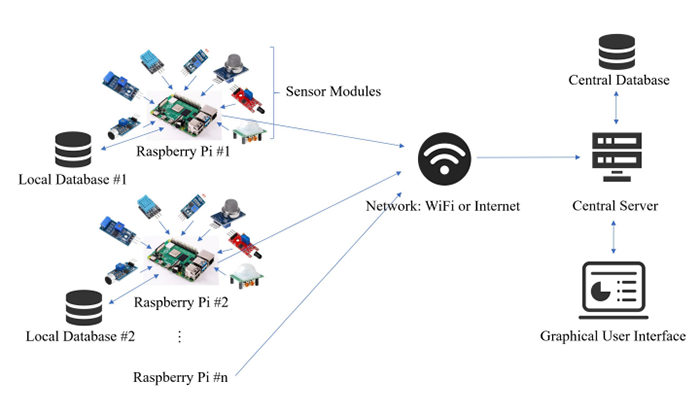 Central Database
Sensor Modules
Raspberry Pi #1
Local Database #1
Network: WiFi or Internet
Central Server
Raspberry Pi #2
Local Database #2
⋮
Graphical User Interface
Raspberry Pi #n